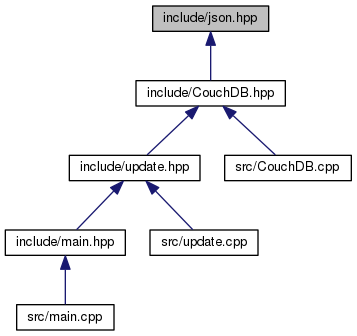 include/json.hpp
include/CouchDB.hpp
include/update.hpp
src/CouchDB.cpp
include/main.hpp
src/update.cpp
src/main.cpp